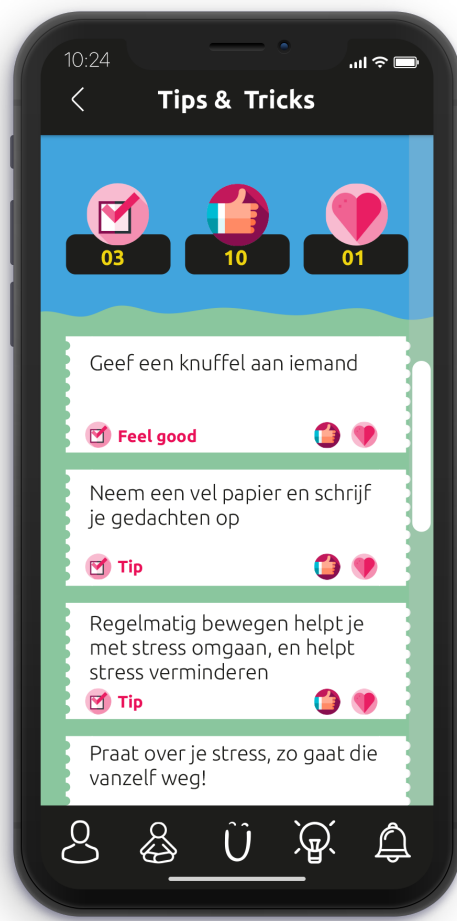 10:24
Tips & Tricks
03
10
01
Geef een knuffel aan iemand
Feel good
Neem een vel papier en schrijf
je gedachten op
Tip
Regelmatig bewegen helpt je
met stress omgaan, en helpt
stress verminderen
Tip
Praat over je stress, zo gaat die
vanzelf weg!